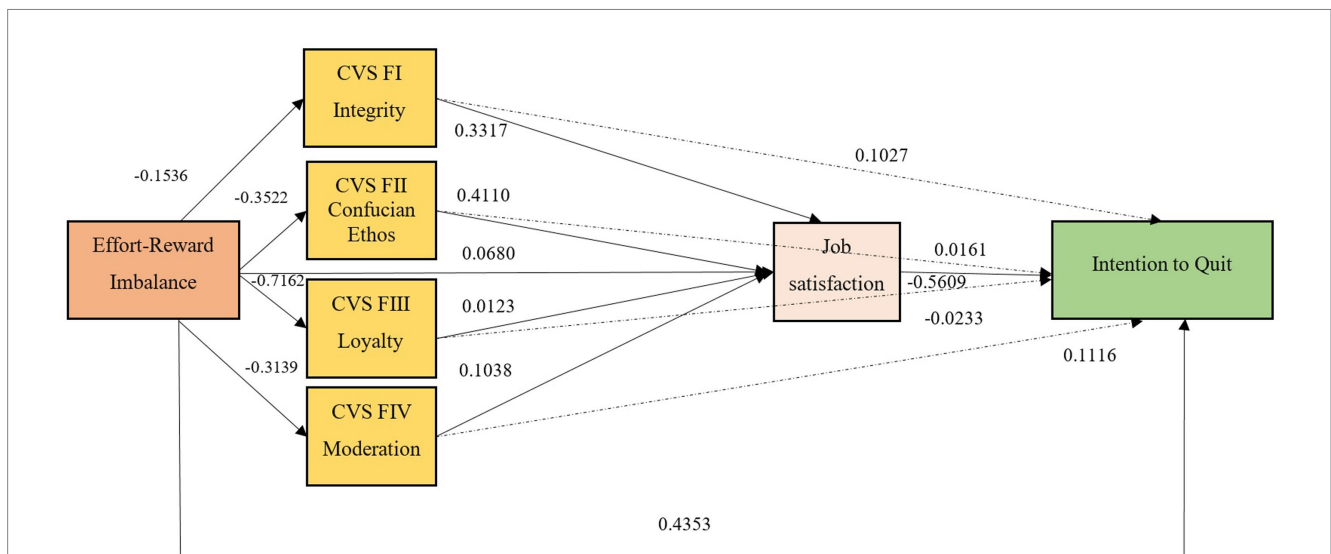 CVS FI
Integrity
0.3317
0.1027
-0.1536
-0.3522
CVS FII
Confucian
Ethos
0.4110
Effort-Reward
Imbalance
0.0680
Job
satisfaction
0.0161
-0.5609
Intention to Quit
-0.7162
CVS FIII
Loyalty
0.0123
-0.0233
-0.3139
0.1038
0.1116
CVS FIV
Moderation
0.4353